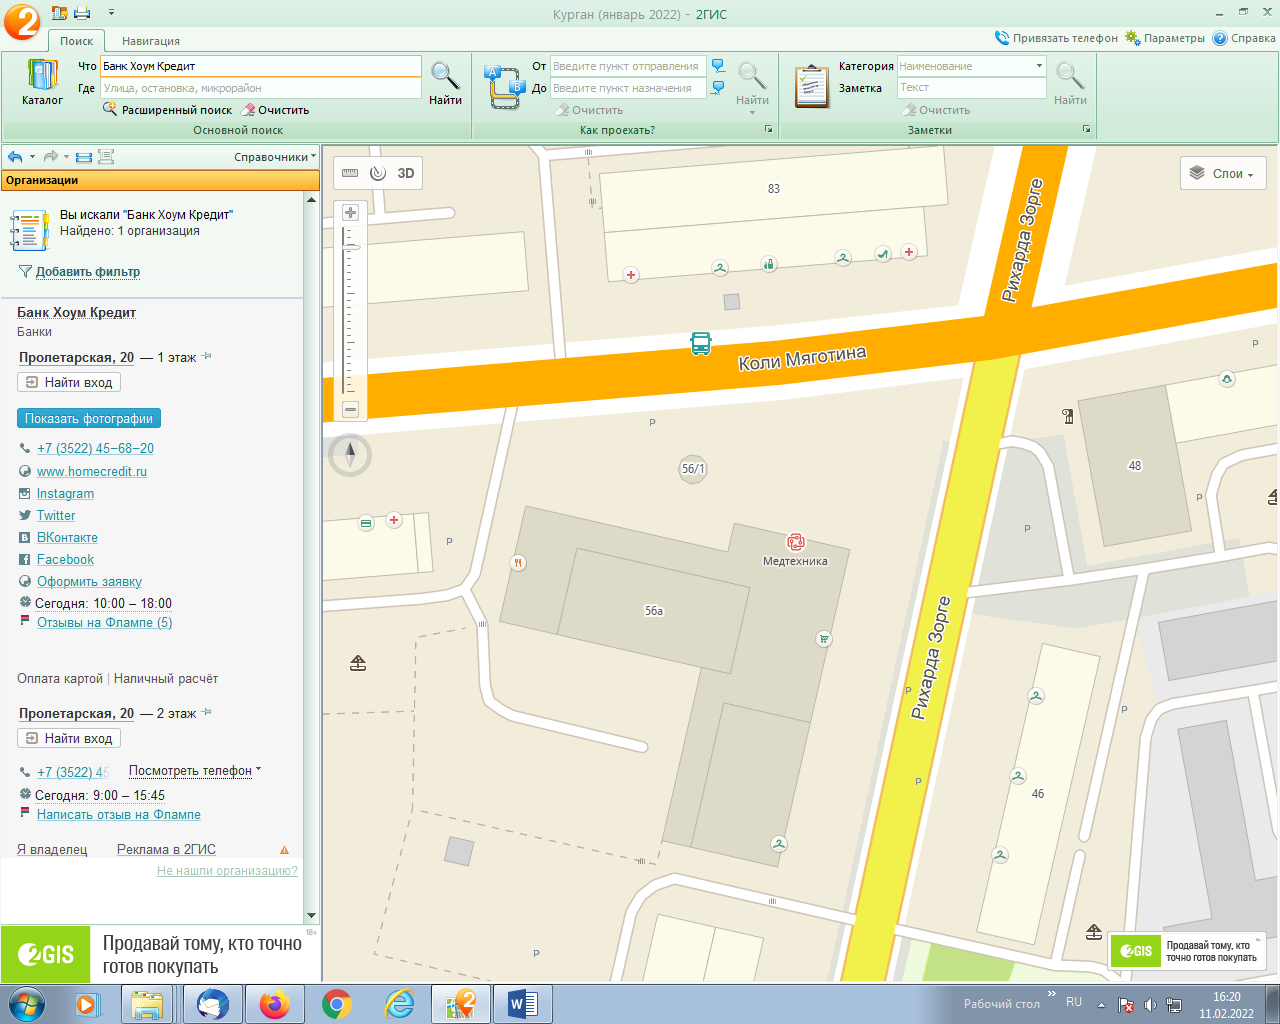 Курган (январь 2022) - 2ГИС
Поиск
Навигация
Привязать телефон
Параметры
Справка
Каталог
Что
Банк Хоум Кредит
Где
Улица, остановка, микрорайон
Расширенный поиск
Очистить
Найти
Основной поиск
От
Введите пункт отправления
До
Введите пункт назначения
Очистить
Найти
Как проехать?
Категория
Наименование
Заметка
Текст
Очистить
Найти
Заметки
Справочники
Организации
Вы искали "Банк Хоум Кредит"
Найдено: 1 организация
Добавить фильтр
Банк Хоум Кредит
Банки
Пролетарская, 20 — 1 этаж
Найти вход
Показать фотографии
+7 (3522) 45–68–20
www.homecredit.ru
Instagram
Twitter
ВКонтакте
Facebook
Оформить заявку
Сегодня: 10:00 – 18:00
Отзывы на Флампе (5)
Оплата картой | Наличный расчёт
Пролетарская, 20 — 2 этаж
Найти вход
+7 (3522) 45
Посмотреть телефон
Сегодня: 9:00 – 15:45
Написать отзыв на Флампе
Я владелец
Реклама в 2ГИС
Не нашли организацию?
2GIS
Продавай тому, кто точно
готов покупать
18+
3D
Слои
83
Рихарда Зорге
Коли Мяготина
P
P
56/1
48
P
P
P
Медтехника
56а
Рихарда Зорге
P
P
P
46
P
2GIS
Продавай тому, кто
точно готов покупать
Рабочий стол
RU
16:20
11.02.2022